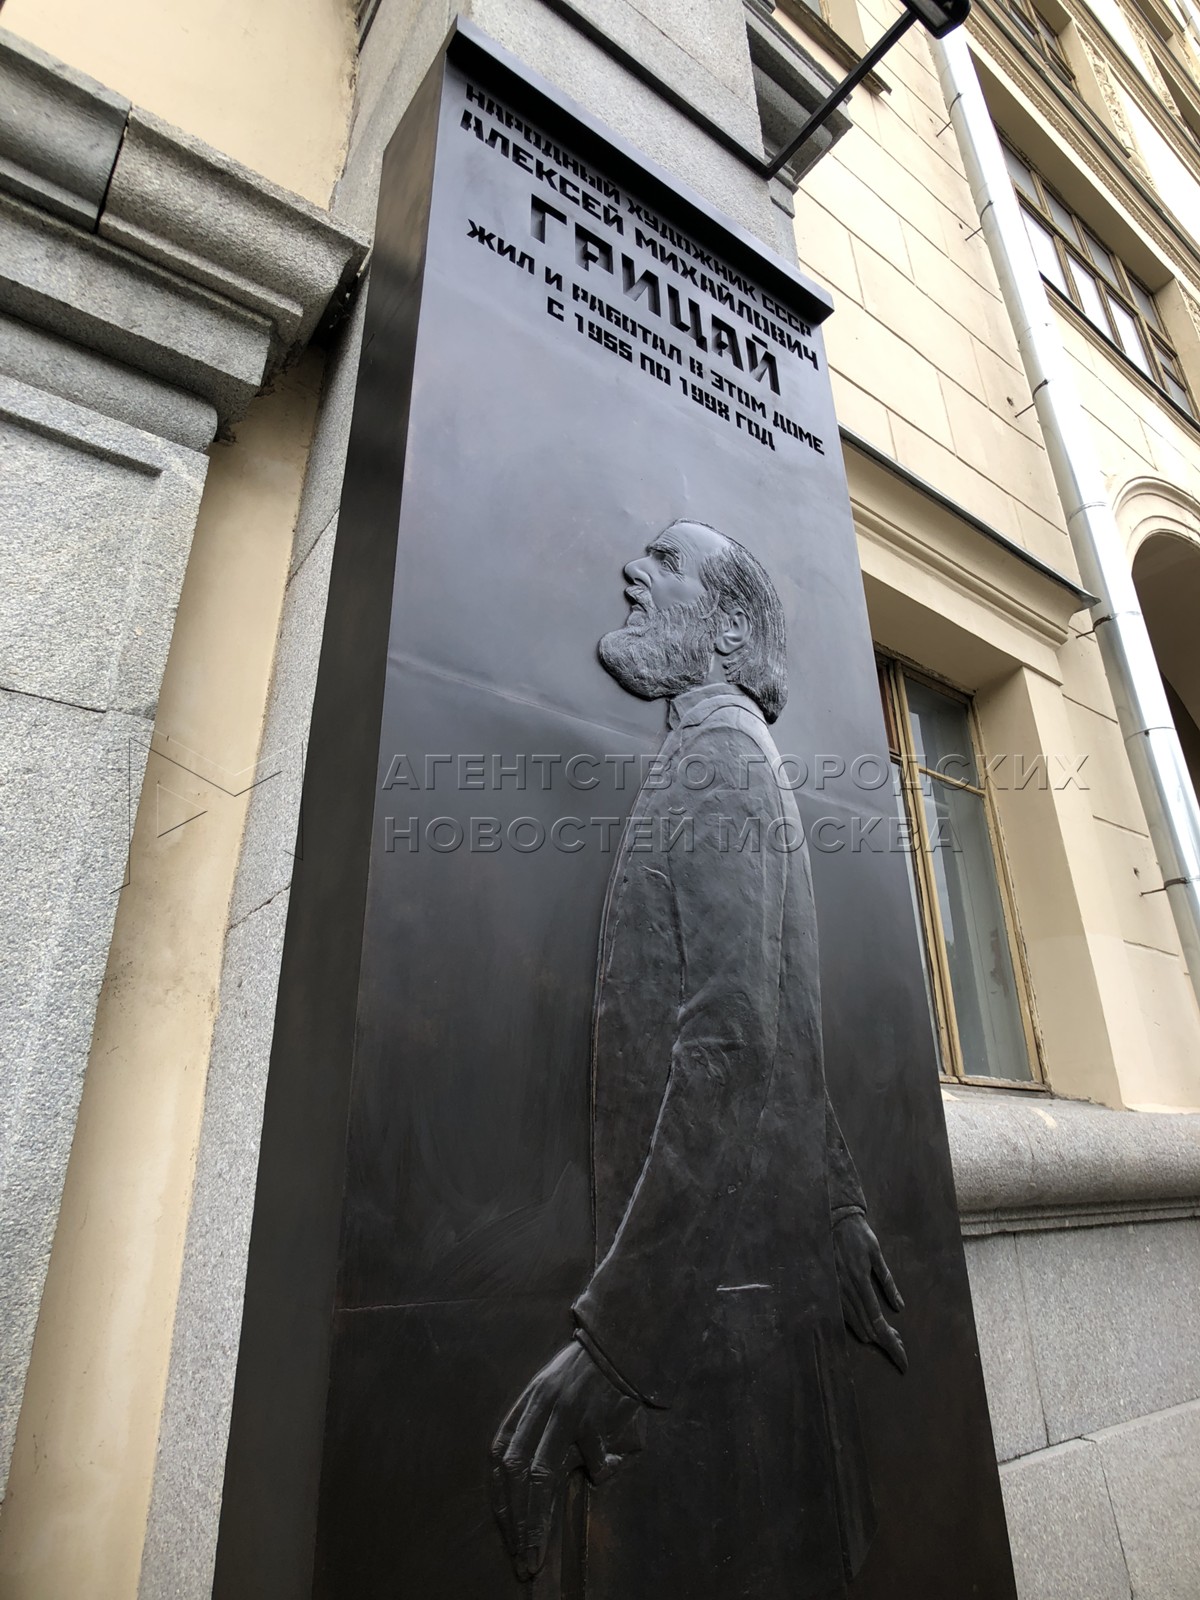 НАРОДНЫЙ ХУДОЖНИК СССР
АЛЕКСЕЙ МИХАЙЛОВИЧ
ГРИЦАЙ
ЖИЛ И РАБОТАЛ В ЭТОМ ДОМЕ
С 1955 ПО 1998 ГОД
АГЕНТСТВО ГОРОДСКИХ
НОВОСТЕЙ МОСКВА